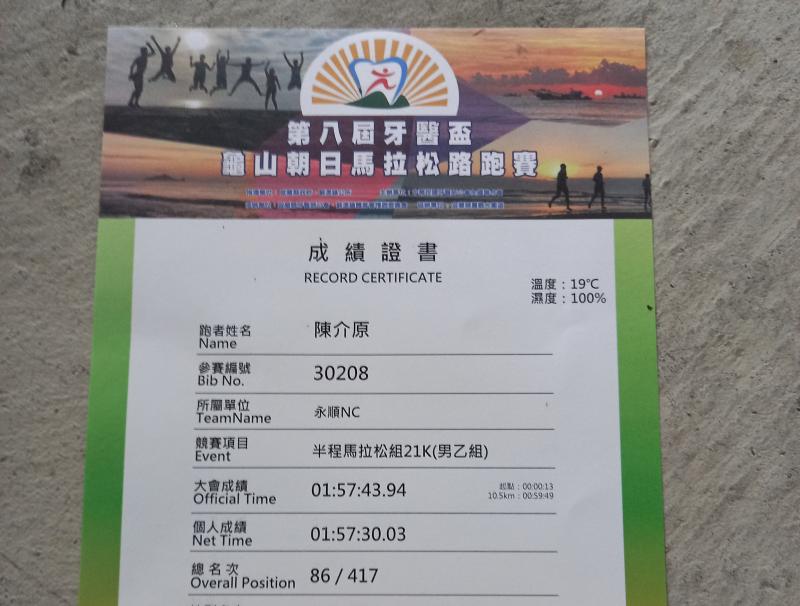 第八屆牙醫盃
龜山朝日馬拉松路跑賽
成績證書
RECORD CERTIFICATE
溫度：19℃
濕度：100%
跑者姓名
Name
陳介原
參賽編號
Bib No.
30208
所屬單位
TeamName
永順NC
競賽項目
Event
半程馬拉松組21K(男乙組)
大會成績
Official Time
01:57:43.94
起點：00:00:13
10.5km：00:59:49
個人成績
Net Time
01:57:30.03
總名次
Overall Position
86 / 417